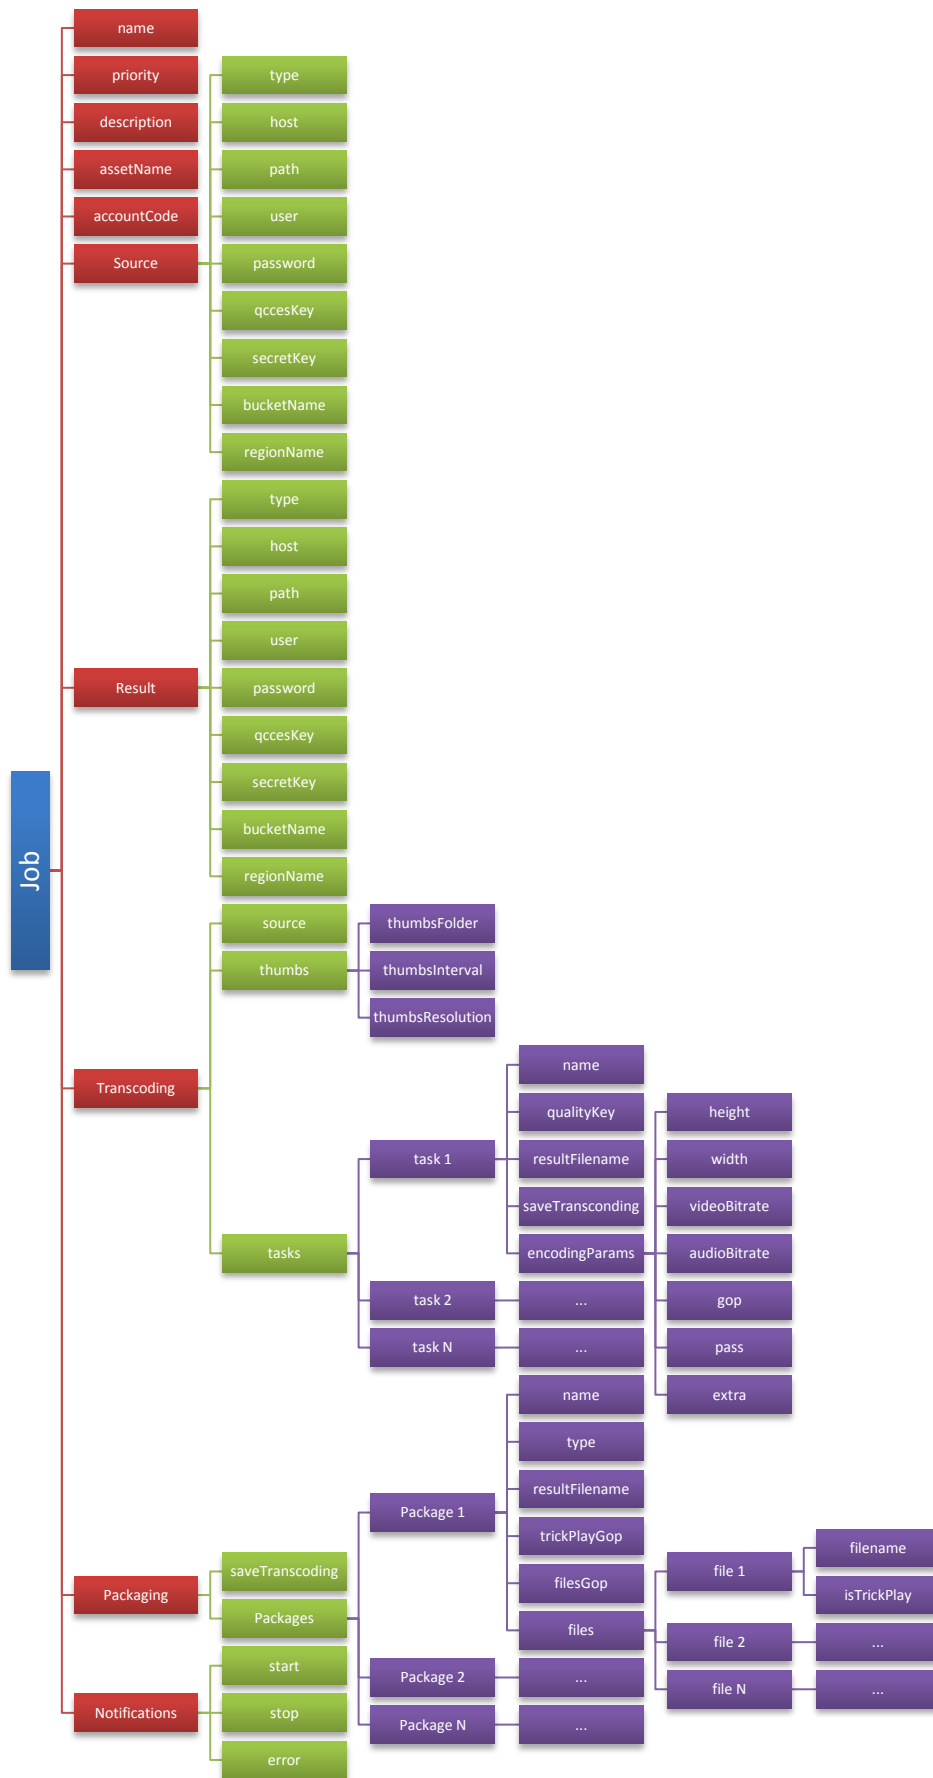 Job
name
priority
description
assetName
accountCode
Source
type
host
path
user
password
qccesKey
secretKey
bucketName
regionName
Result
type
host
path
user
password
qccesKey
secretKey
bucketName
regionName
Transcoding
source
thumbs
thumbsFolder
thumbsInterval
thumbsResolution
tasks
task 1
name
qualityKey
resultFilename
saveTransconding
encodingParams
height
width
videoBitrate
audioBitrate
gop
pass
extra
task 2
...
task N
...
Packaging
saveTranscoding
Packages
Package 1
name
type
resultFilename
trickPlayGop
filesGop
files
file 1
filename
isTrickPlay
file 2
...
file N
...
Package 2
...
Package N
...
Notifications
start
stop
error